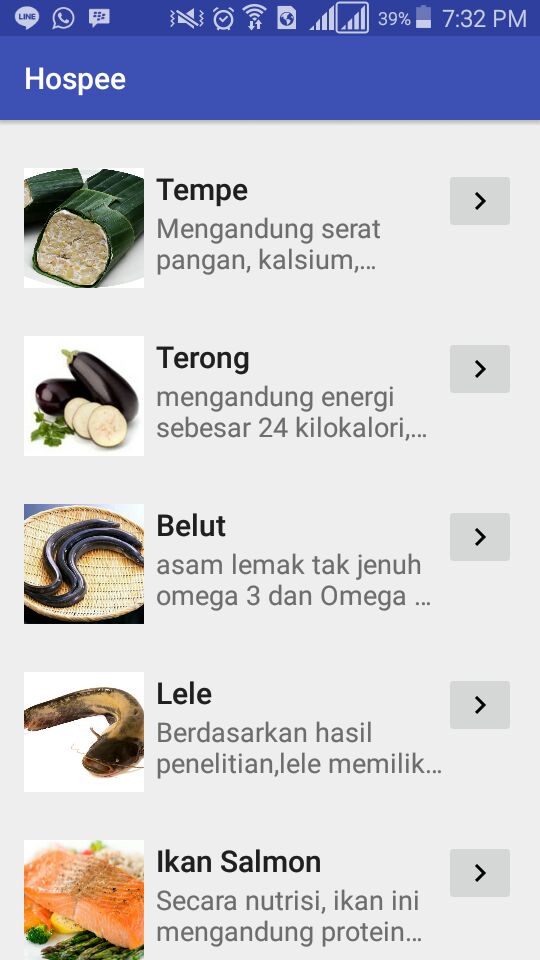 LINE
39%
7:32 PM
Hospee
Tempe
Mengandung serat
pangan, kalsium,...
Terong
mengandung energi
sebesar 24 kilokalori,...
Belut
asam lemak tak jenuh
omega 3 dan Omega ...
Lele
Berdasarkan hasil
penelitian,lele memilik...
Ikan Salmon
Secara nutrisi, ikan ini
mengandung protein...